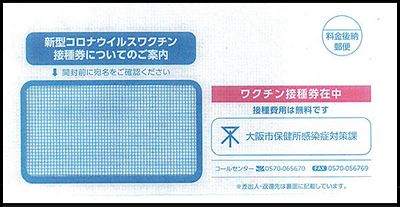 新型コロナウイルスワクチン
接種券についてのご案内
⬇ 開封前に宛名をご確認ください
料金後納
郵便
ワクチン接種券在中
接種費用は無料です
大阪市保健所感染症対策課
コールセンター 0570-065670 FAX 0570-056769
※差出人・返還先は裏面に記載しています。